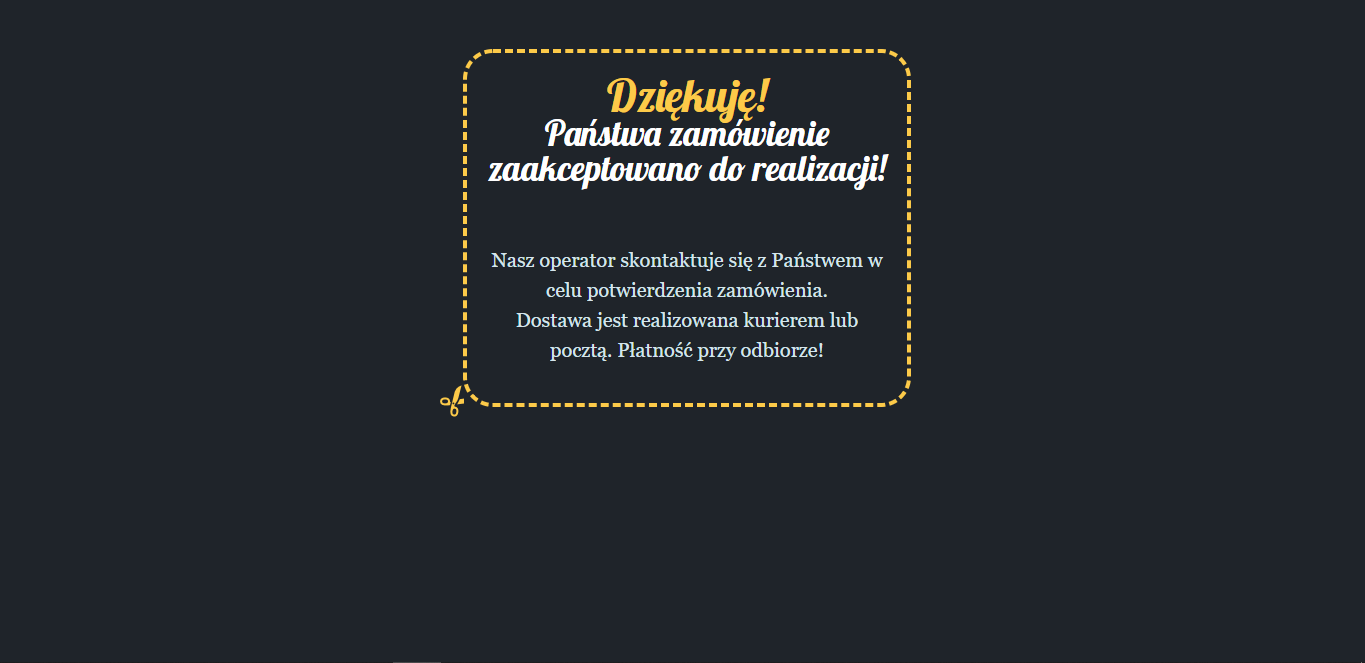 Dziękuję!
Państwa zamówienie
zaakceptowano do realizacji!
Nasz operator skontaktuje się z Państwem w
celu potwierdzenia zamówienia.
Dostawa jest realizowana kurierem lub
pocztą. Płatność przy odbiorze!